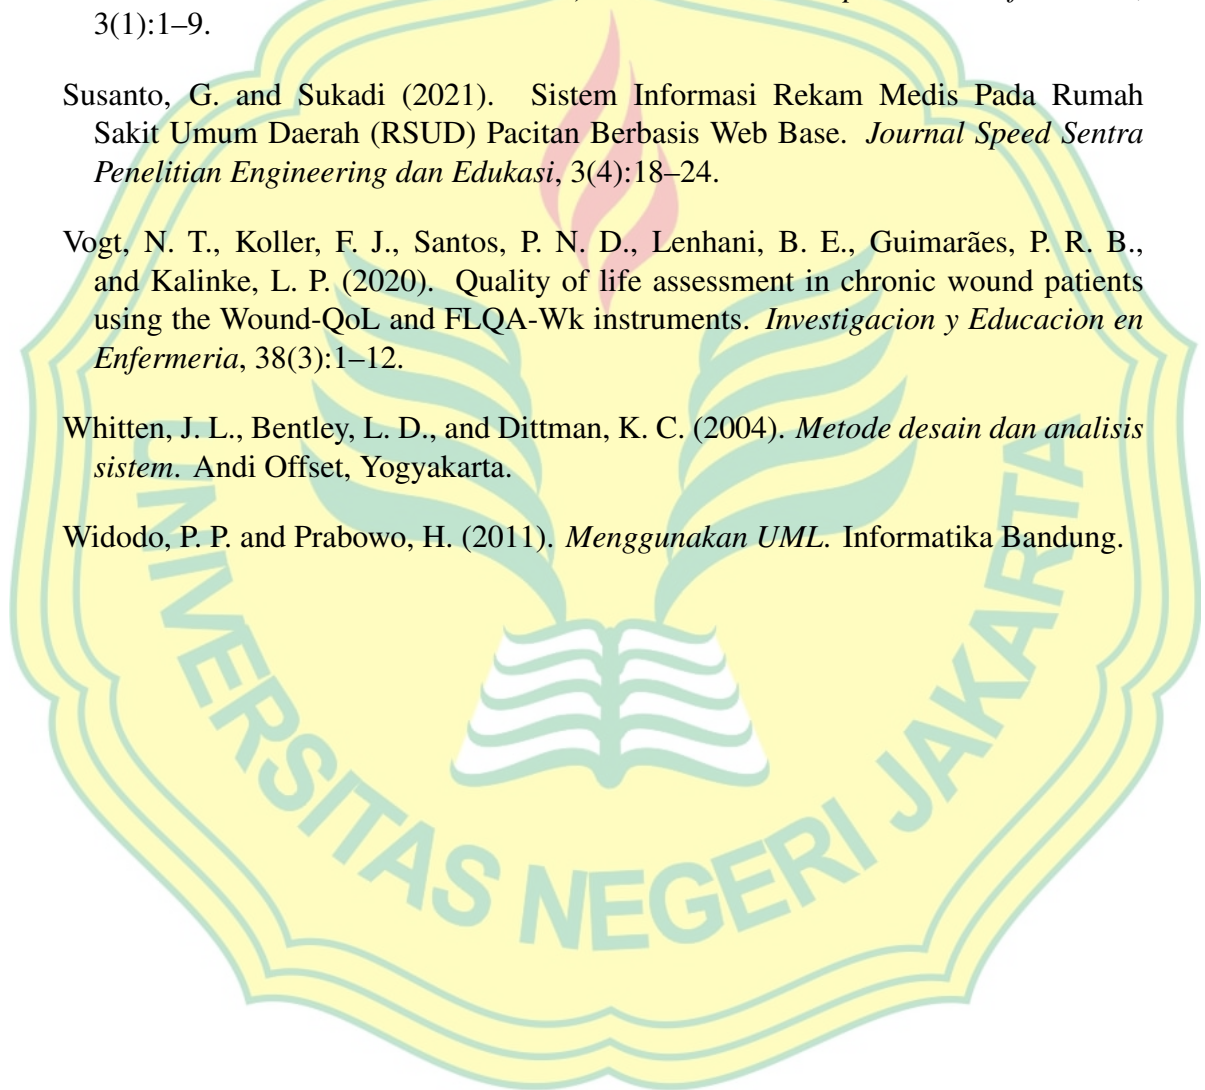 3(1):1–9.
Susanto, G. and Sukadi (2021). Sistem Informasi Rekam Medis Pada Rumah
Sakit Umum Daerah (RSUD) Pacitan Berbasis Web Base. Journal Speed Sentra
Penelitian Engineering dan Edukasi, 3(4):18–24.
Vogt, N. T., Koller, F. J., Santos, P. N. D., Lenhani, B. E., Guimarães, P. R. B.,
and Kalinke, L. P. (2020). Quality of life assessment in chronic wound patients
using the Wound-QoL and FLQA-Wk instruments. Investigacion y Educacion en
Enfermeria, 38(3):1–12.
Whitten, J. L., Bentley, L. D., and Dittman, K. C. (2004). Metode desain dan analisis
sistem. Andi Offset, Yogyakarta.
Widodo, P. P. and Prabowo, H. (2011). Menggunakan UML. Informatika Bandung.
UNIVERSITAS NEGERI JAKARTA